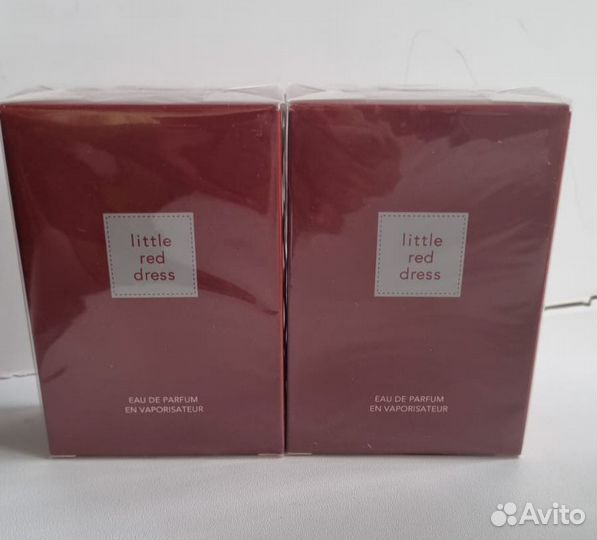 little
red
dress
EAU DE PARFUM
EN VAPORISATEUR
little
red
dress
EAU DE PARFUM
EN VAPORISATEUR
Avito